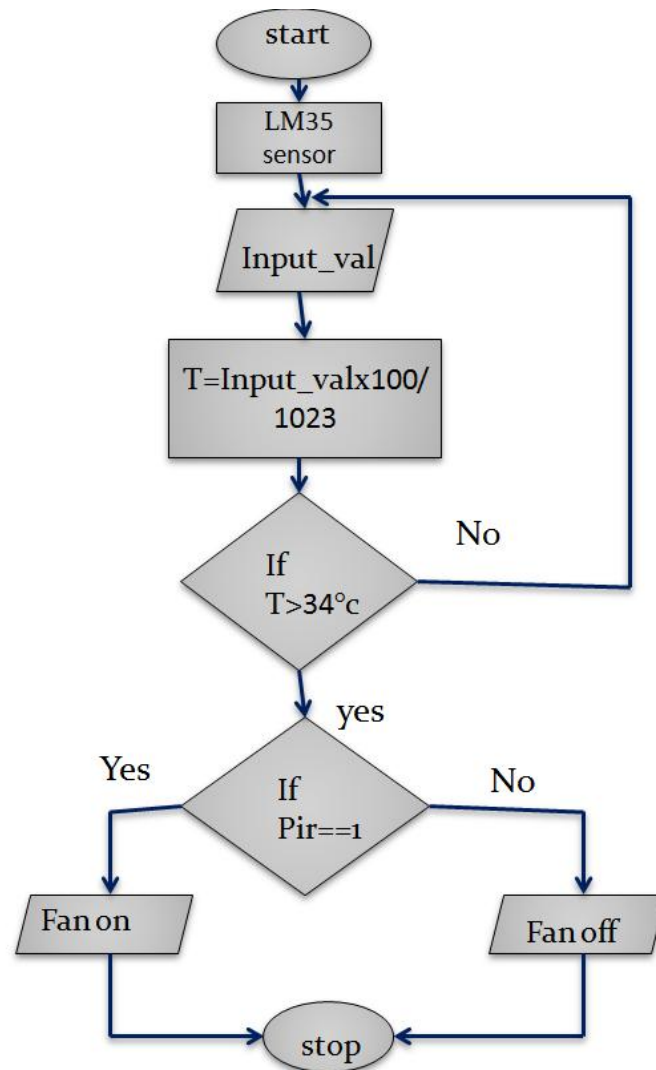 start
LM35
sensor
Input_val
T=Input_valx100/
1023
If
T>34°c
No
yes
If
Pir==1
Yes
No
Fan on
Fan off
stop